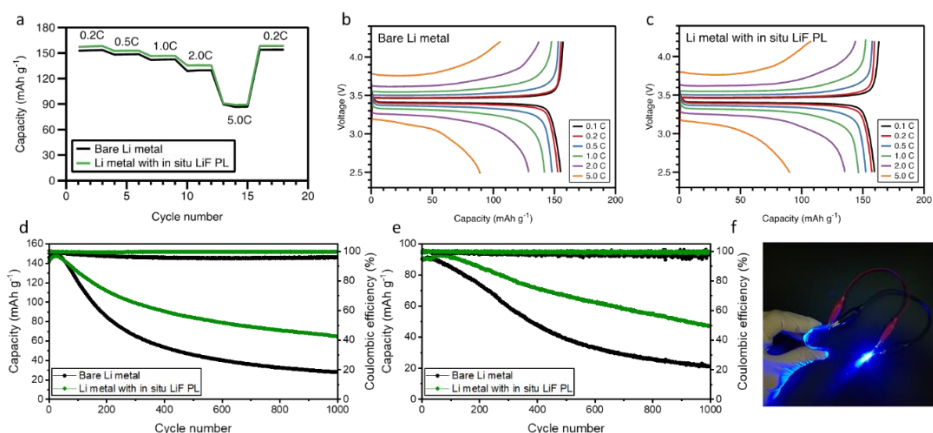 a
0.2C
0.5C
1.0C
2.0C
5.0C
0.2C
180
150
120
90
60
30
0
Capacity (mAh g⁻¹)
Bare Li metal
Li metal with in situ LiF PL
0 5 10 15 20
Cycle number
b
Bare Li metal
4.0
3.5
3.0
2.5
Voltage (V)
0.1 C
0.2 C
0.5 C
1.0 C
2.0 C
5.0 C
0 50 100 150 200
Capacity (mAh g⁻¹)
c
Li metal with in situ LiF PL
4.0
3.5
3.0
2.5
Voltage (V)
0.1 C
0.2 C
0.5 C
1.0 C
2.0 C
5.0 C
0 50 100 150 200
Capacity (mAh g⁻¹)
d
160
140
120
100
80
60
40
20
0
Capacity (mAh g⁻¹)
100
80
60
40
20
0
Coulombic efficiency (%)
Bare Li metal
Li metal with in situ LiF PL
0 200 400 600 800 1000
Cycle number
e
100
80
60
40
20
0
Capacity (mAh g⁻¹)
100
80
60
40
20
0
Coulombic efficiency (%)
Bare Li metal
Li metal with in situ LiF PL
0 200 400 600 800 1000
Cycle number
f